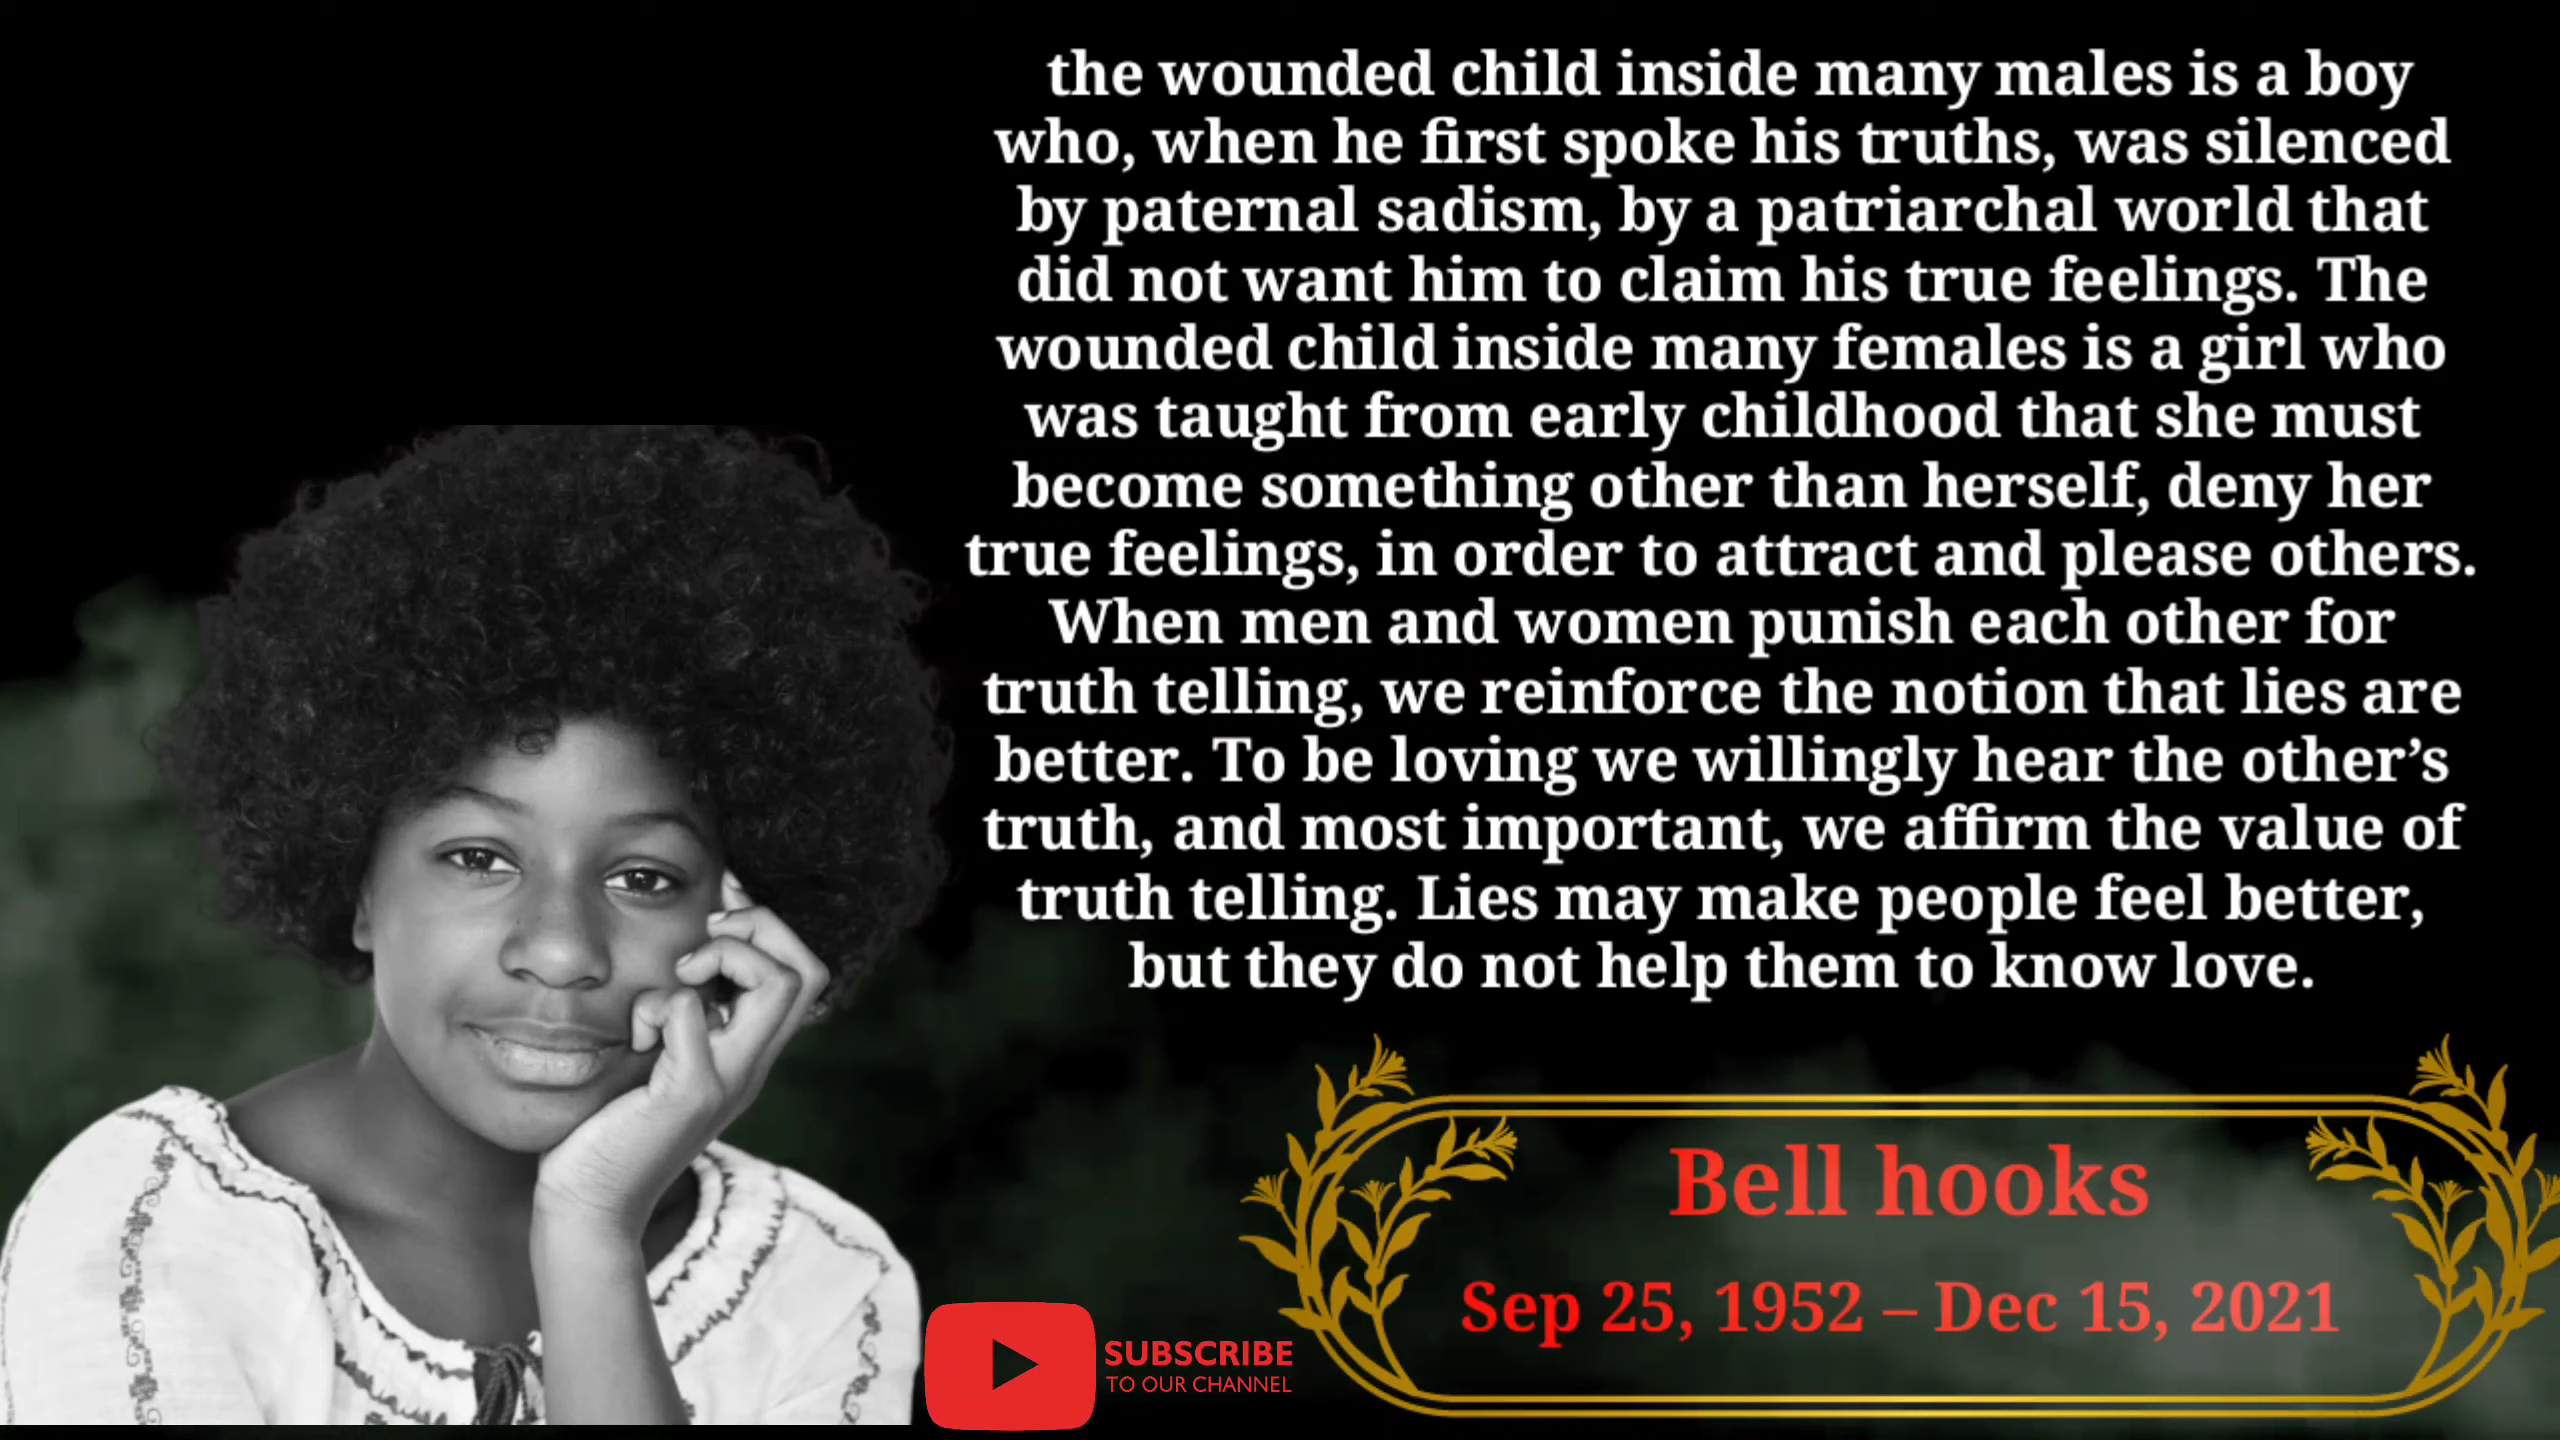 the wounded child inside many males is a boy
who, when he first spoke his truths, was silenced
by paternal sadism, by a patriarchal world that
did not want him to claim his true feelings. The
wounded child inside many females is a girl who
was taught from early childhood that she must
become something other than herself, deny her
true feelings, in order to attract and please others.
When men and women punish each other for
truth telling, we reinforce the notion that lies are
better. To be loving we willingly hear the other’s
truth, and most important, we affirm the value of
truth telling. Lies may make people feel better,
but they do not help them to know love.
Bell hooks
Sep 25, 1952 – Dec 15, 2021
SUBSCRIBE
TO OUR CHANNEL